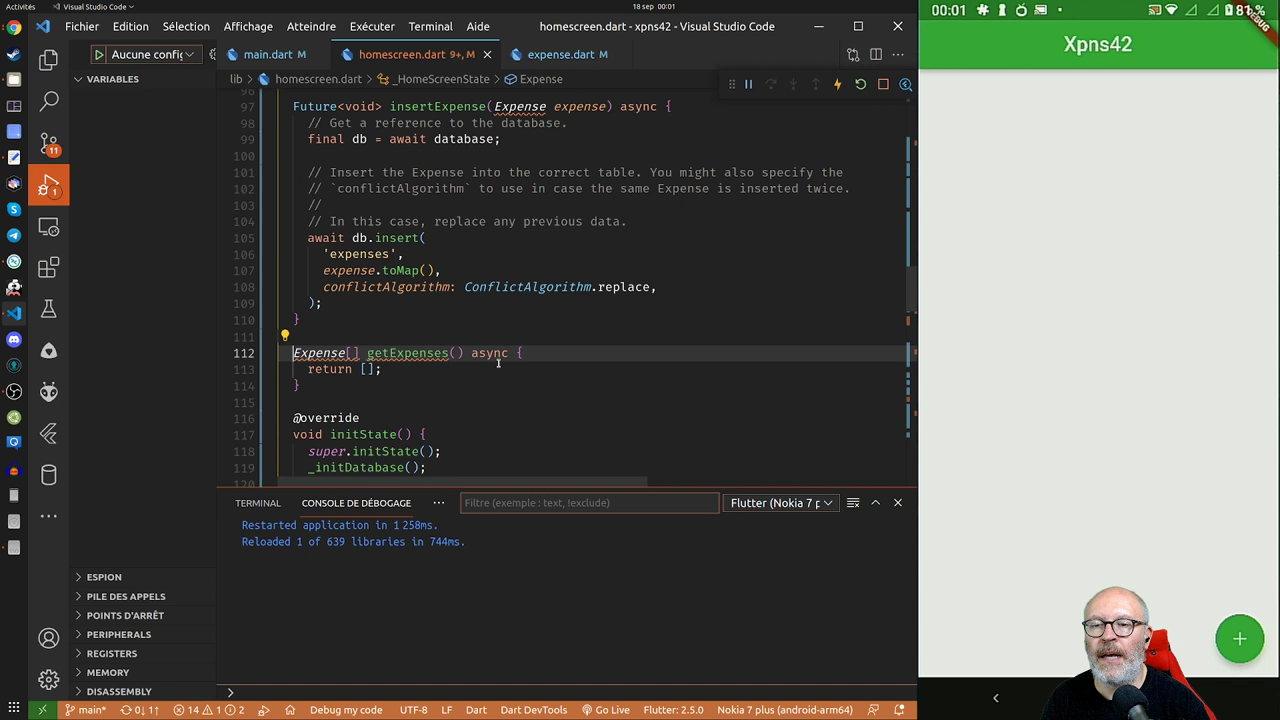 Activités
Visual Studio Code
18 sep 00:01
Fichier Edition Sélection Affichage Aller Exécuter Terminal Aide
homescreen.dart - xpns42 - Visual Studio Code
Aucune config
main.dart M
homescreen.dart 9+, M
expense.dart M
lib > homescreen.dart > _HomeScreenState > Expense
VARIABLES
96
97 Future<void> insertExpense(Expense expense) async {
98 // Get a reference to the database.
99 final db = await database;
100
101 // Insert the Expense into the correct table. You might also specify the
102 // `conflictAlgorithm` to use in case the same Expense is inserted twice.
103 //
104 // In this case, replace any previous data.
105 await db.insert(
106 'expenses',
107 expense.toMap(),
108 conflictAlgorithm: ConflictAlgorithm.replace,
109 );
110 }
111
112 Expense[] getExpenses() async {
113 return [];
114 }
115
116 @override
117 void initState() {
118 super.initState();
119 _initDatabase();
120
11
1
TERMINAL
CONSOLE DE DÉBOGAGE
Filtre (exemple : text, !exclude)
Flutter (Nokia 7 p
Restarted application in 1 258ms.
Reloaded 1 of 639 libraries in 744ms.
ESPION
PILE DES APPELS
POINTS D'ARRÊT
PERIPHERALS
REGISTERS
MEMORY
DISASSEMBLY
main* 0↓ 1↑ 14 1 2 Debug my code UTF-8 LF Dart Dart DevTools Go Live Flutter: 2.5.0 Nokia 7 plus (android-arm64)
00:01
81%
DEBUG
Xpns42